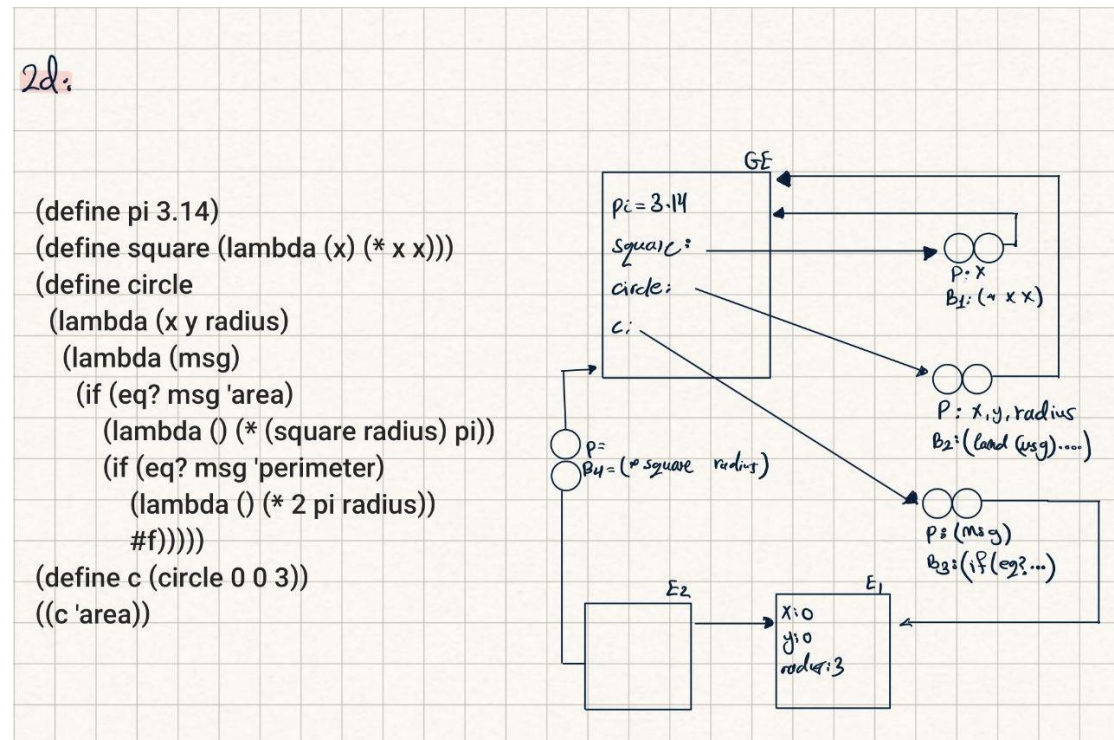 2d:
(define pi 3.14)
(define square (lambda (x) (* x x)))
(define circle
(lambda (x y radius)
(lambda (msg)
(if (eq? msg 'area)
(lambda () (* (square radius) pi))
(if (eq? msg 'perimeter)
(lambda () (* 2 pi radius))
#f)))))
(define c (circle 0 0 3))
((c 'area))
GE
pi = 3.14
square:
circle:
c:
P: x
B1: (* x x)
P: x, y, radius
B2: ((msg)....)
P=
B4 = (* square radius)
P: (msg)
B3: (if (eq?...)
E2
E1
x:0
y:0
radius:3